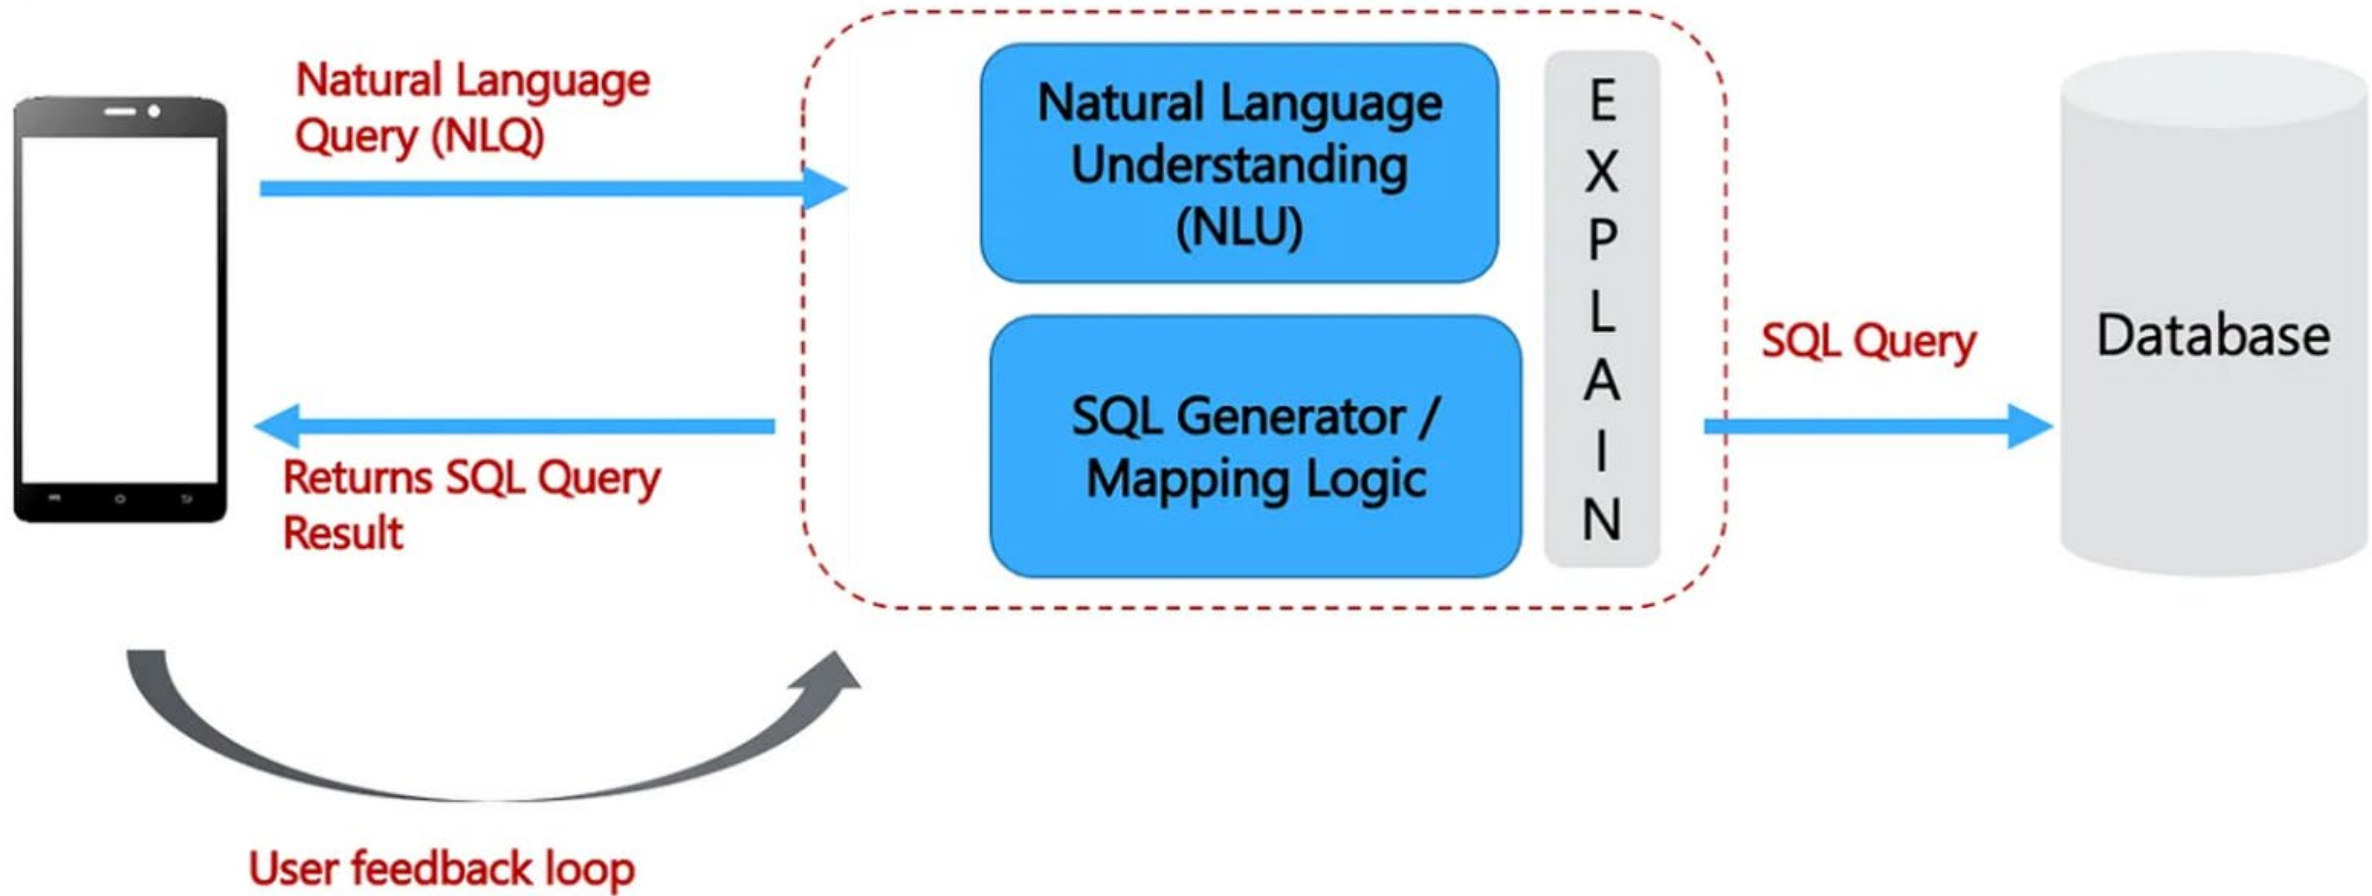 Natural Language
Query (NLQ)
Returns SQL Query
Result
User feedback loop
Natural Language
Understanding
(NLU)
SQL Generator /
Mapping Logic
E
X
P
L
A
I
N
SQL Query
Database